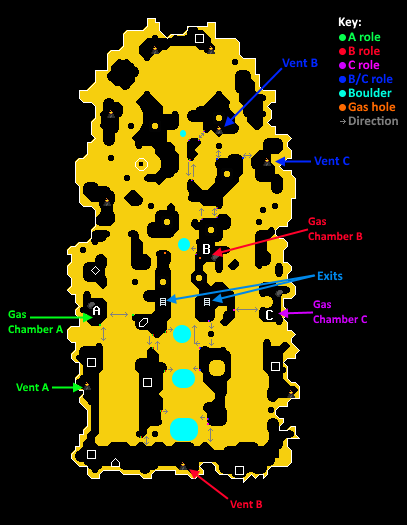 Key:
A role
B role
C role
B/C role
Boulder
Gas hole
Direction
Vent B
Vent C
B
Gas
Chamber B
Exits
Gas
Chamber A
A
C
Gas
Chamber C
Vent A
Vent B